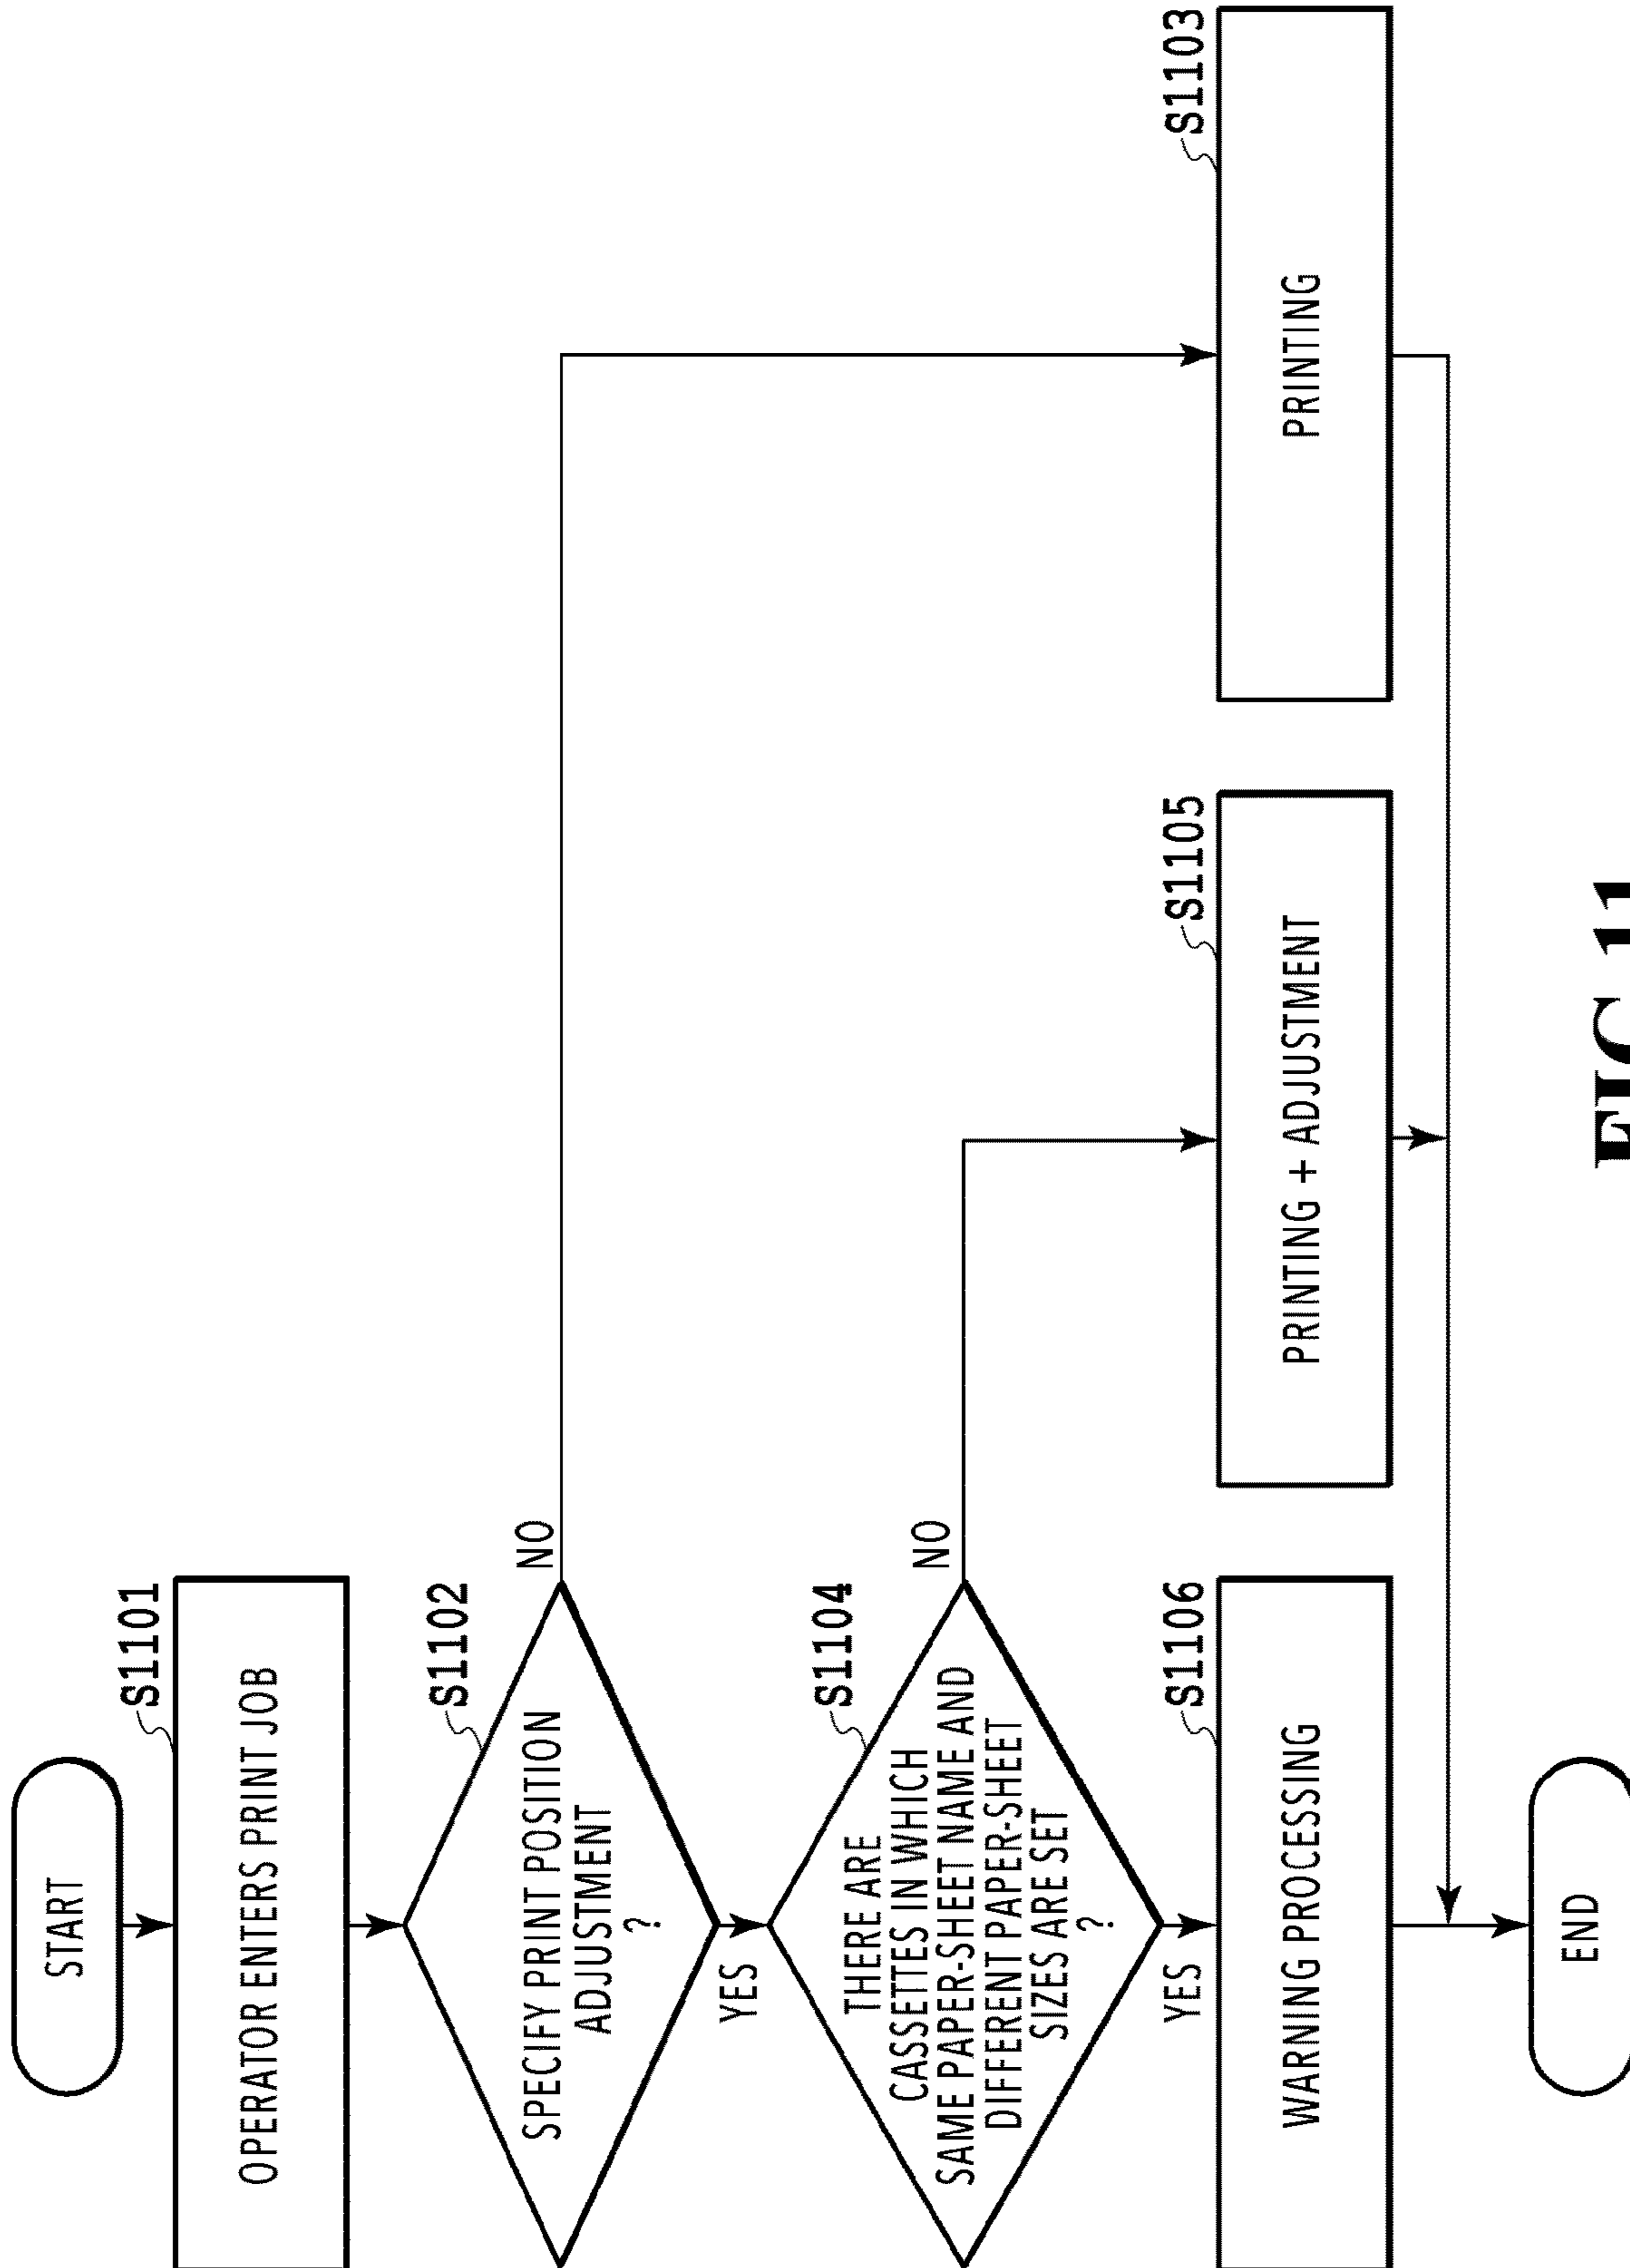 START
S1101
OPERATOR ENTERS PRINT JOB
S1102
SPECIFY PRINT POSITION
ADJUSTMENT
?
NO
YES
S1104
THERE ARE
CASSETTES IN WHICH
SAME PAPER-SHEET NAME AND
DIFFERENT PAPER-SHEET
SIZES ARE SET
?
NO
YES
S1106
WARNING PROCESSING
S1105
PRINTING + ADJUSTMENT
S1103
PRINTING
END
FIG.11